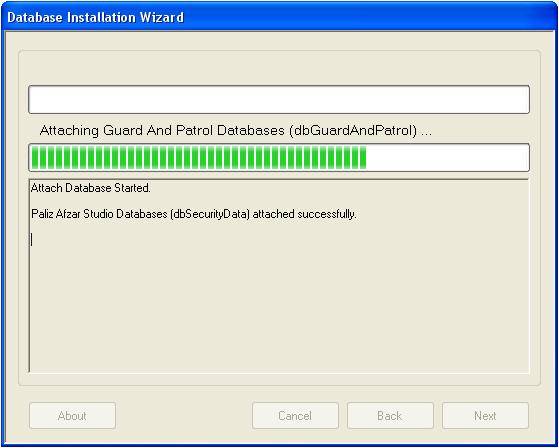 Database Installation Wizard
Attaching Guard And Patrol Databases (dbGuardAndPatrol) ...
Attach Database Started.
Paliz Afzar Studio Databases (dbSecurityData) attached successfully.
About
Cancel
Back
Next